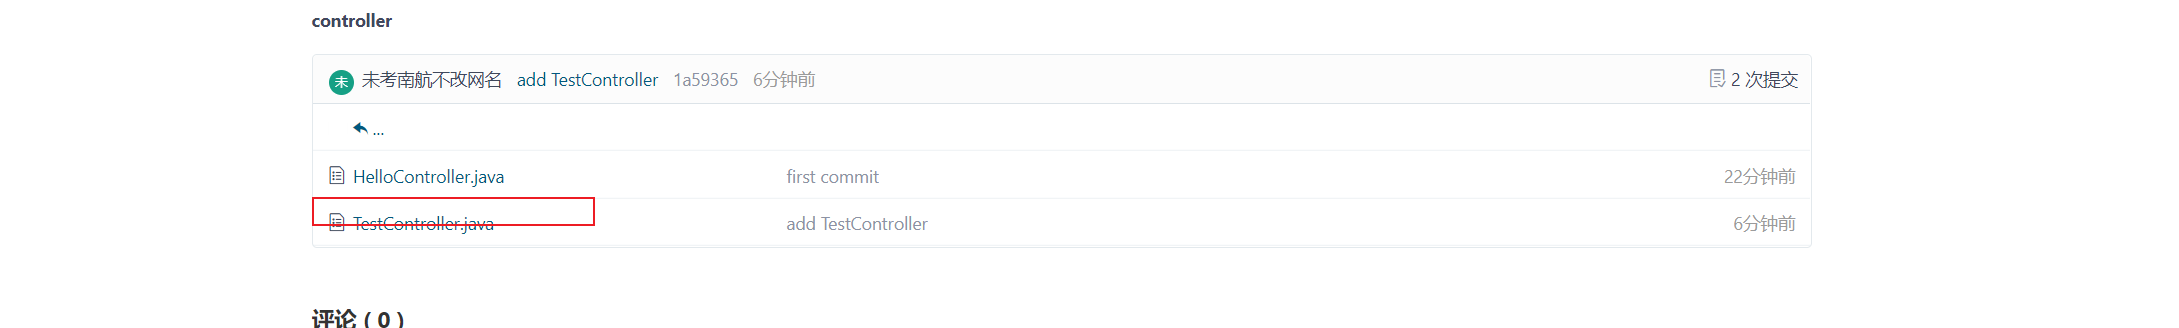 controller
未 未考南航不改网名 add TestController 1a59365 6分钟前 2 次提交
...
HelloController.java first commit 22分钟前
TestController.java add TestController 6分钟前
评论 ( 0 )